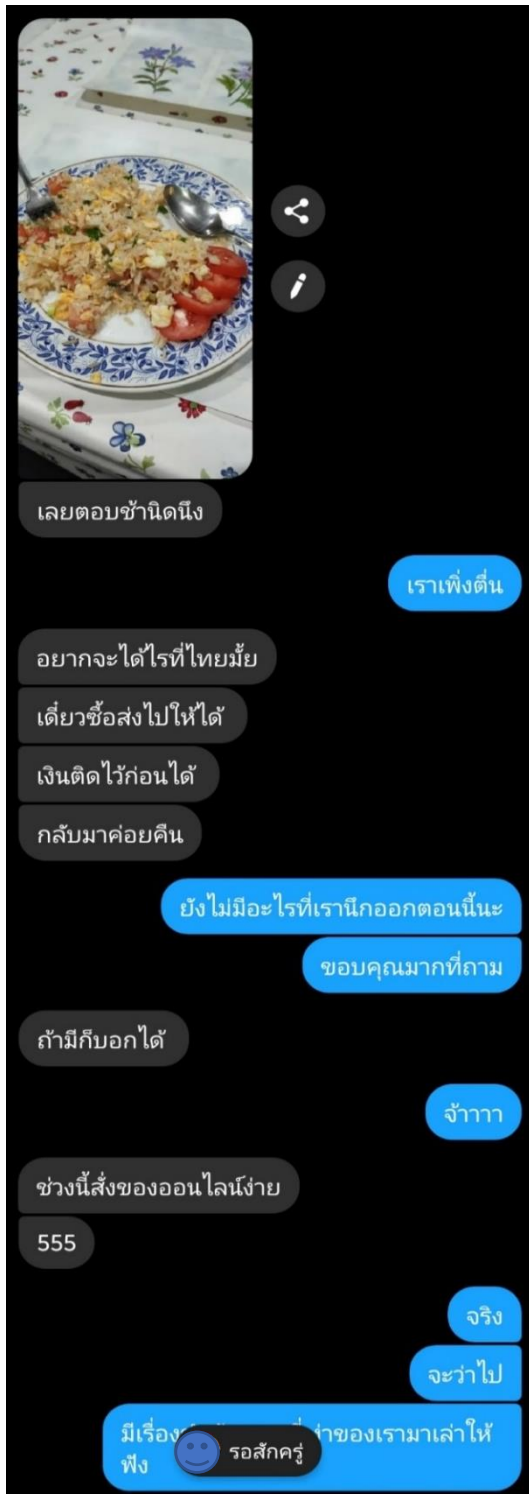 เลยตอบช้านิดนึง
เราเพิ่งตื่น
อยากจะได้ไรที่ไทยมั้ย
เดี๋ยวซื้อส่งไปให้ได้
เงินติดไว้ก่อนได้
กลับมาค่อยคืน
ยังไม่มีอะไรที่เรานึกออกตอนนี้นะ
ขอบคุณมากที่ถาม
ถ้ามีก็บอกได้
จ้าาาา
ช่วงนี้สั่งของออนไลน์ง่าย
555
จริง
จะว่าไป
มีเรื่อง ของเรามาเล่าให้
ฟัง
รอสักครู่